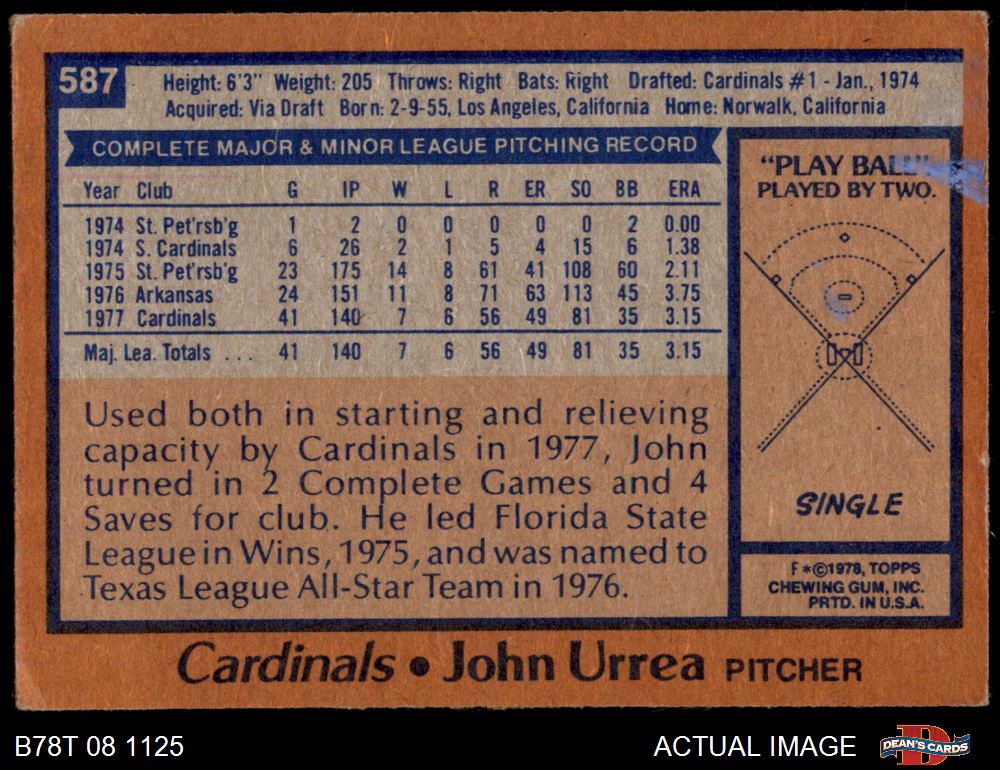 587
Height: 6'3" Weight: 205 Throws: Right Bats: Right Drafted: Cardinals #1 - Jan., 1974
Acquired: Via Draft Born: 2-9-55, Los Angeles, California Home: Norwalk, California
COMPLETE MAJOR & MINOR LEAGUE PITCHING RECORD
Year Club G IP W L R ER SO BB ERA
1974 St. Pet'rsb'g 1 2 0 0 0 0 0 2 0.00
1974 S. Cardinals 6 26 2 1 5 4 15 6 1.38
1975 St. Pet'rsb'g 23 175 14 8 61 41 108 60 2.11
1976 Arkansas 24 151 11 8 71 63 113 45 3.75
1977 Cardinals 41 140 7 6 56 49 81 35 3.15
Maj. Lea. Totals ... 41 140 7 6 56 49 81 35 3.15
Used both in starting and relieving
capacity by Cardinals in 1977, John
turned in 2 Complete Games and 4
Saves for club. He led Florida State
League in Wins, 1975, and was named to
Texas League All-Star Team in 1976.
"PLAY BALL"
PLAYED BY TWO.
SINGLE
F*©1978, TOPPS
CHEWING GUM, INC.
PRTD. IN U.S.A.
Cardinals • John Urrea PITCHER
B78T 08 1125
ACTUAL IMAGE
D
DEAN'S CARDS